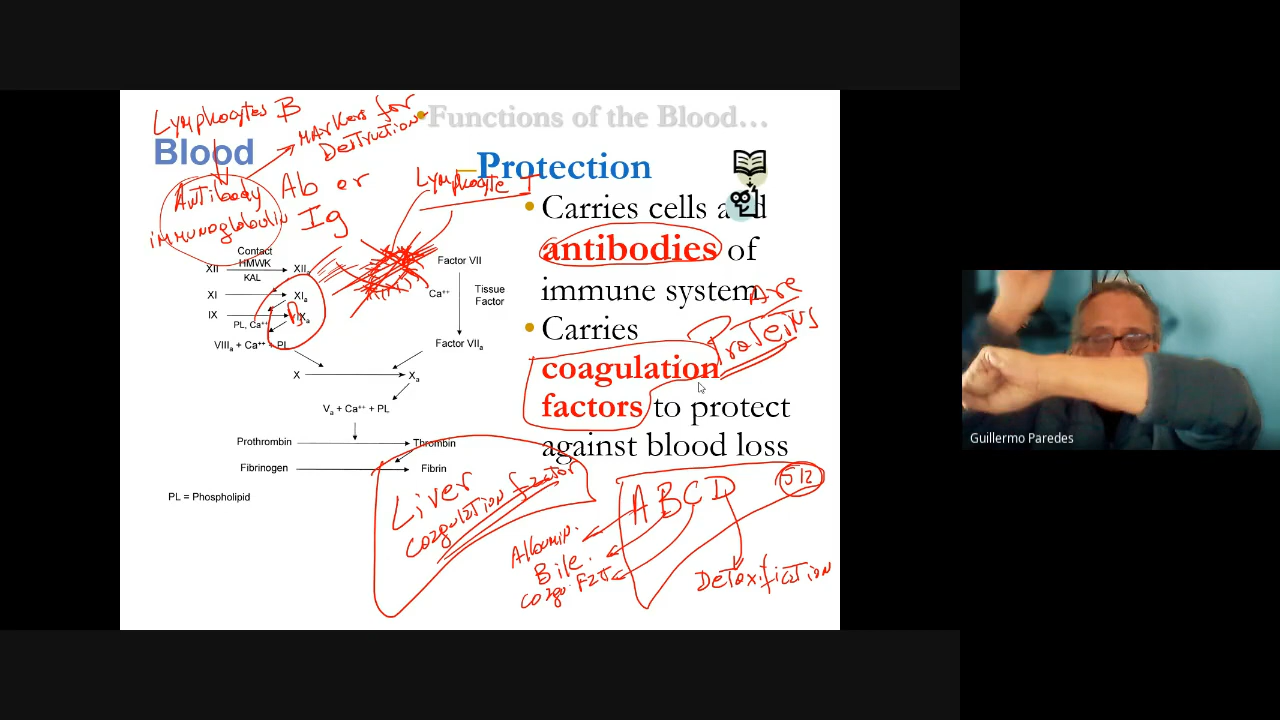 Lymphocytes B
Markers for
Destruction
Blood
Antibody
immunoglobulin
Ab or
Ig
Lymphocyte T
Functions of the Blood…
Protection
Carries cells and
antibodies of
immune system
Carries
coagulation
factors to protect
against blood loss
Are
Proteins
Contact
XII HMWK XIIa
KAL
XI XIa
IX IXa
PL, Ca++
VIIIa + Ca++ + PL
Factor VII
Ca++ Tissue
Factor
Factor VIIa
X Xa
Va + Ca++ + PL
Prothrombin Thrombin
Fibrinogen Fibrin
PL = Phospholipid
Liver
coagulation factor
A B C D
512
Albumin.
Bile.
Detoxification
Guillermo Paredes